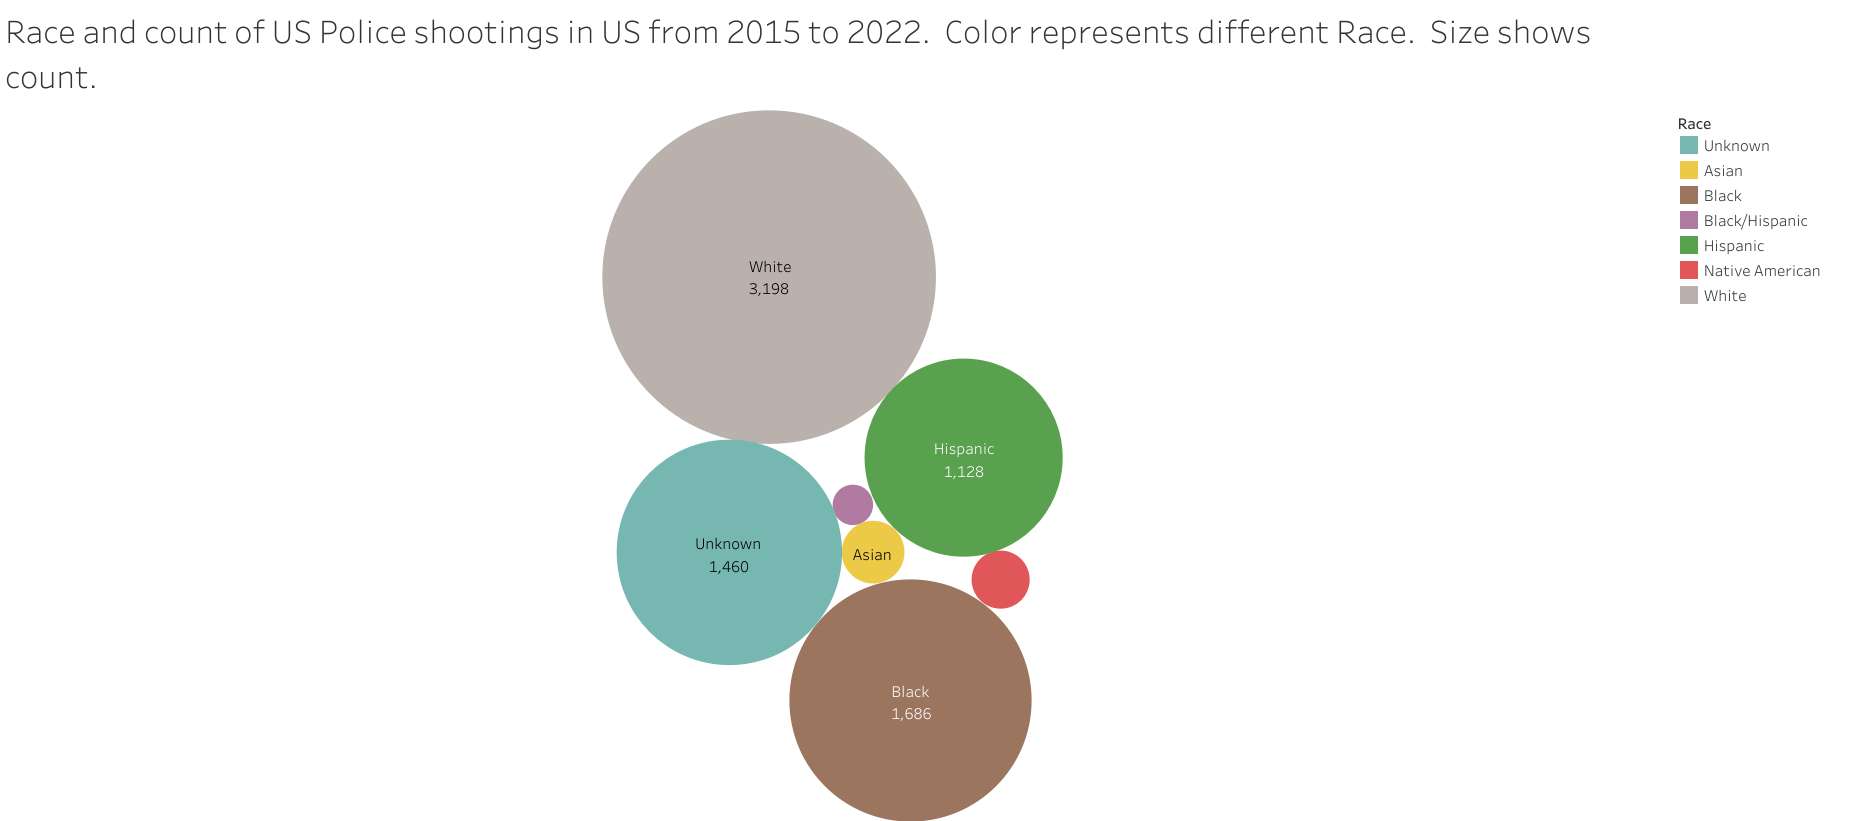 Race and count of US Police shootings in US from 2015 to 2022.  Color represents different Race.  Size shows
count.
Race
Unknown
Asian
Black
Black/Hispanic
Hispanic
Native American
White
White
3,198
Hispanic
1,128
Unknown
1,460
Asian
Black
1,686